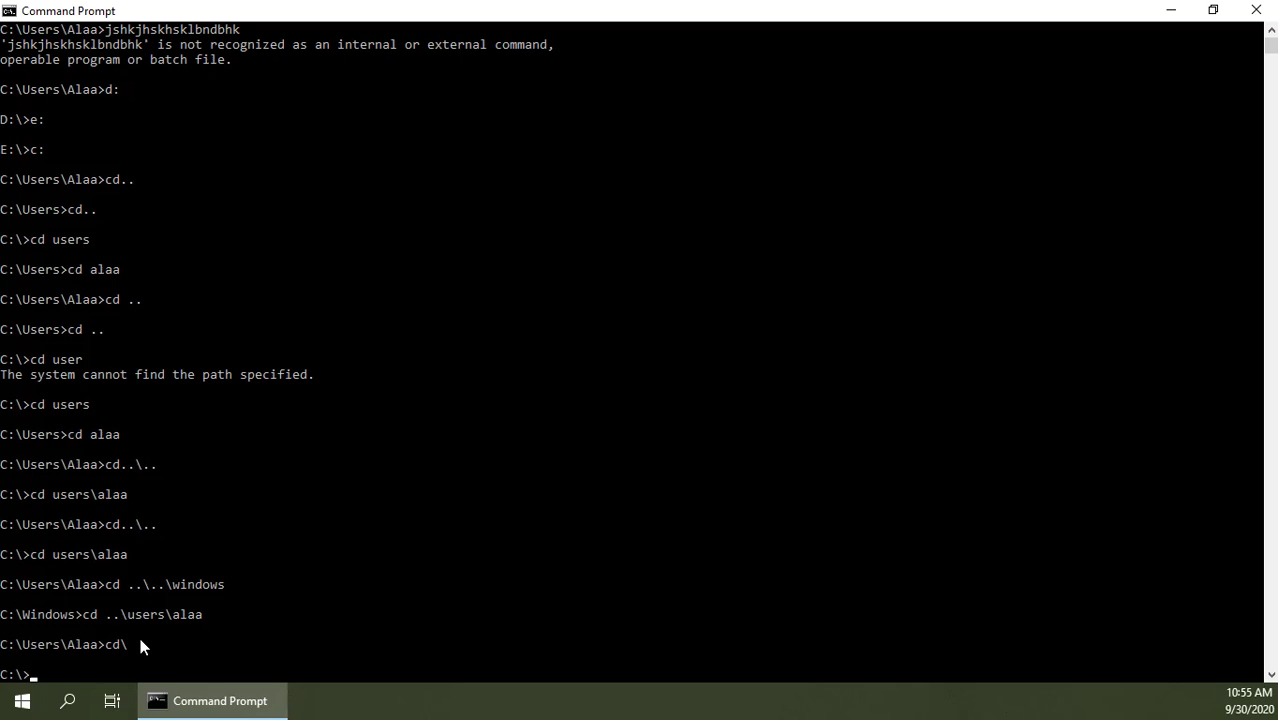 Command Prompt
C:\Users\Alaa>jshkjhskhsklbndbhk
'jshkjhskhsklbndbhk' is not recognized as an internal or external command,
operable program or batch file.
C:\Users\Alaa>d:
D:\>e:
E:\>c:
C:\Users\Alaa>cd..
C:\Users>cd..
C:\>cd users
C:\Users>cd alaa
C:\Users\Alaa>cd ..
C:\Users>cd ..
C:\>cd user
The system cannot find the path specified.
C:\>cd users
C:\Users>cd alaa
C:\Users\Alaa>cd..\..
C:\>cd users\alaa
C:\Users\Alaa>cd..\..
C:\>cd users\alaa
C:\Users\Alaa>cd ..\..\windows
C:\Windows>cd ..\users\alaa
C:\Users\Alaa>cd\
C:\>_
Command Prompt
10:55 AM
9/30/2020